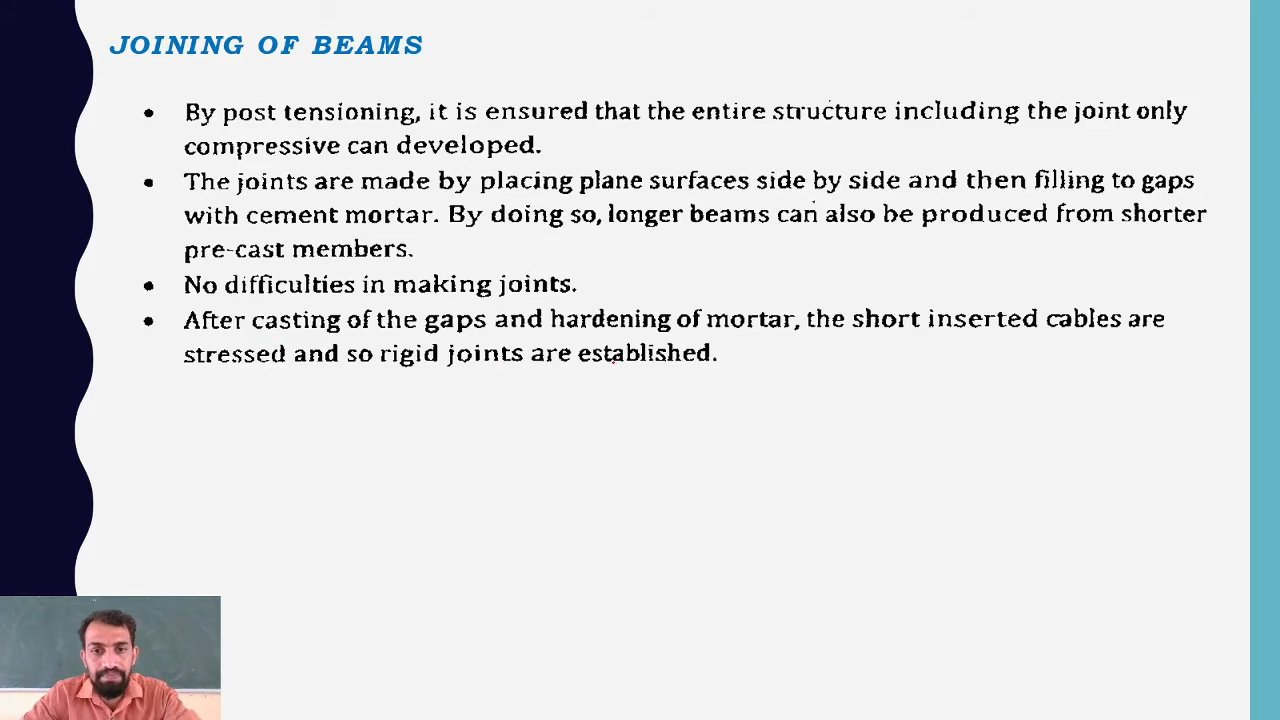 JOINING OF BEAMS
• By post tensioning, it is ensured that the entire structure including the joint only
compressive can developed.
• The joints are made by placing plane surfaces side by side and then filling to gaps
with cement mortar. By doing so, longer beams can also be produced from shorter
pre-cast members.
• No difficulties in making joints.
• After casting of the gaps and hardening of mortar, the short inserted cables are
stressed and so rigid joints are established.